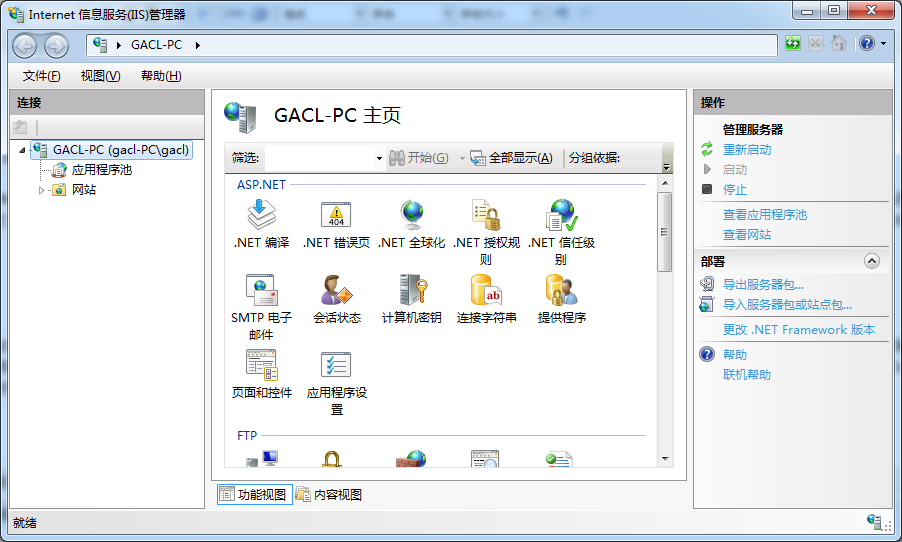 Internet 信息服务(IIS)管理器
GACL-PC
文件(F) 视图(V) 帮助(H)
连接
GACL-PC (gacl-PC\gacl)
应用程序池
网站
GACL-PC 主页
筛选: 开始(G) 全部显示(A) 分组依据:
ASP.NET
.NET 编译
.NET 错误页
404
.NET 全球化
.NET 授权规
则
.NET 信任级
别
SMTP 电子
邮件
会话状态
计算机密钥
ab
连接字符串
提供程序
页面和控件
应用程序设
置
FTP
功能视图 内容视图
操作
管理服务器
重新启动
启动
停止
查看应用程序池
查看网站
部署
导出服务器包...
导入服务器包或站点包...
更改 .NET Framework 版本
帮助
联机帮助
就绪